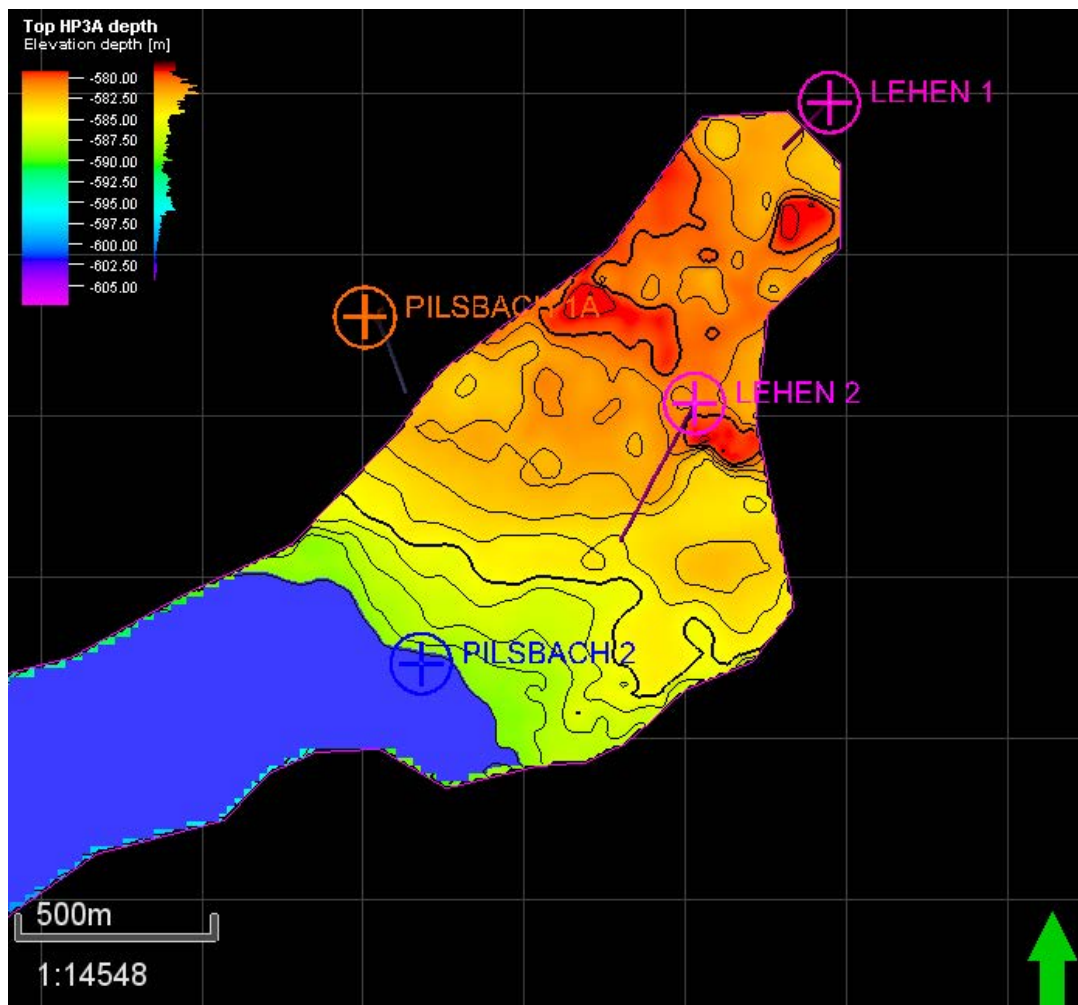 Top HP3A depth
Elevation depth [m]
-580.00
-582.50
-585.00
-587.50
-590.00
-592.50
-595.00
-597.50
-600.00
-602.50
-605.00
LEHEN 1
PILSBACH 1A
LEHEN 2
PILSBACH 2
500m
1:14548